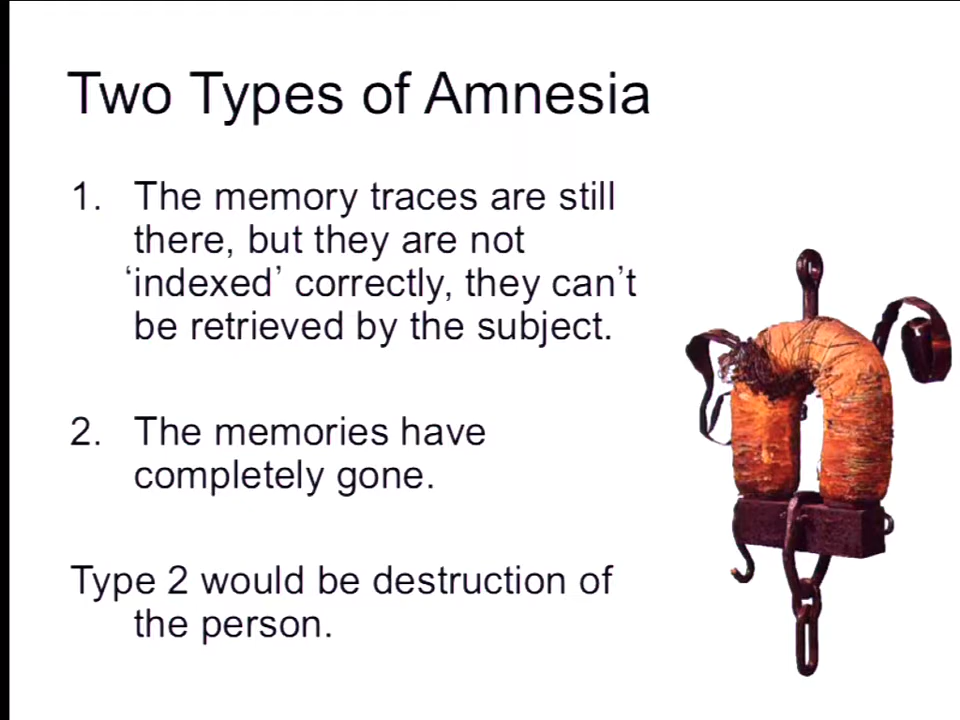 Two Types of Amnesia
1. The memory traces are still
there, but they are not
‘indexed’ correctly, they can’t
be retrieved by the subject.
2. The memories have
completely gone.
Type 2 would be destruction of
the person.